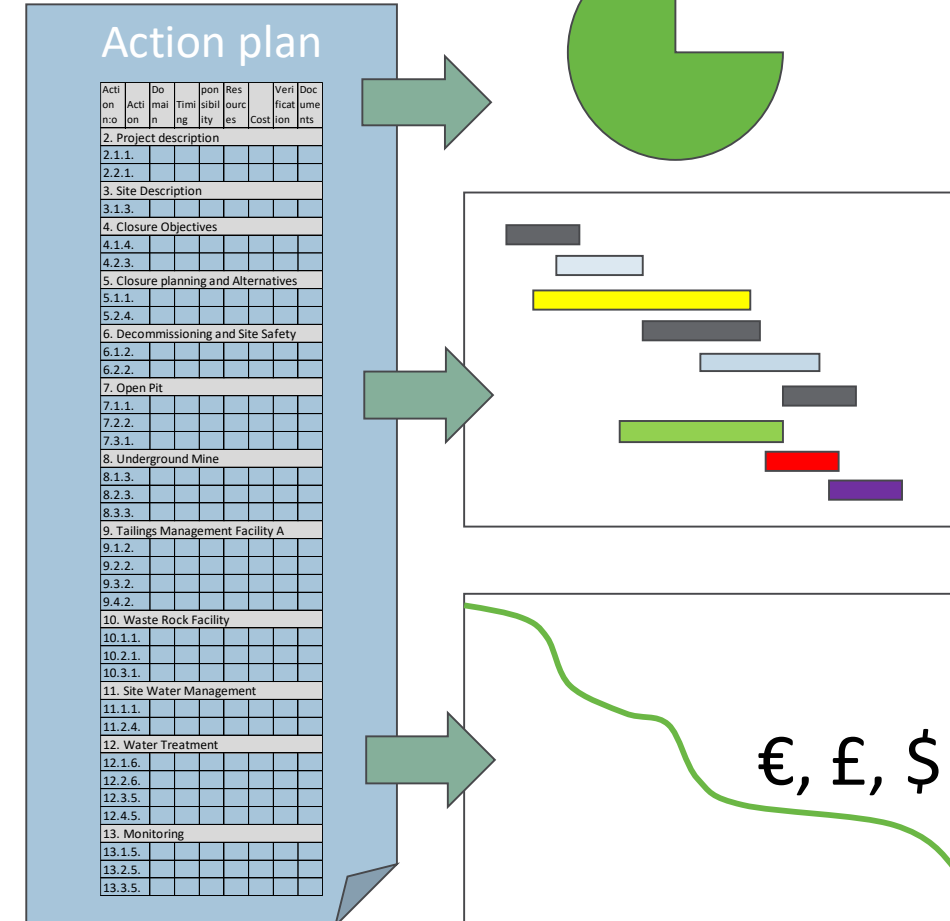 Action plan
Acti on n:o Acti on Do mai n Timi ng pon sibil ity Res ourc es Cost Veri ficat ion Doc ume nts
2. Project description
2.1.1.
2.2.1.
3. Site Description
3.1.3.
4. Closure Objectives
4.1.4.
4.2.3.
5. Closure planning and Alternatives
5.1.1.
5.2.4.
6. Decommissioning and Site Safety
6.1.2.
6.2.2.
7. Open Pit
7.1.1.
7.2.2.
7.3.1.
8. Underground Mine
8.1.3.
8.2.3.
8.3.3.
9. Tailings Management Facility A
9.1.2.
9.2.2.
9.3.2.
9.4.2.
10. Waste Rock Facility
10.1.1.
10.2.1.
10.3.1.
11. Site Water Management
11.1.1.
11.2.4.
12. Water Treatment
12.1.6.
12.2.6.
12.3.5.
12.4.5.
13. Monitoring
13.1.5.
13.2.5.
13.3.5.
€, £, $